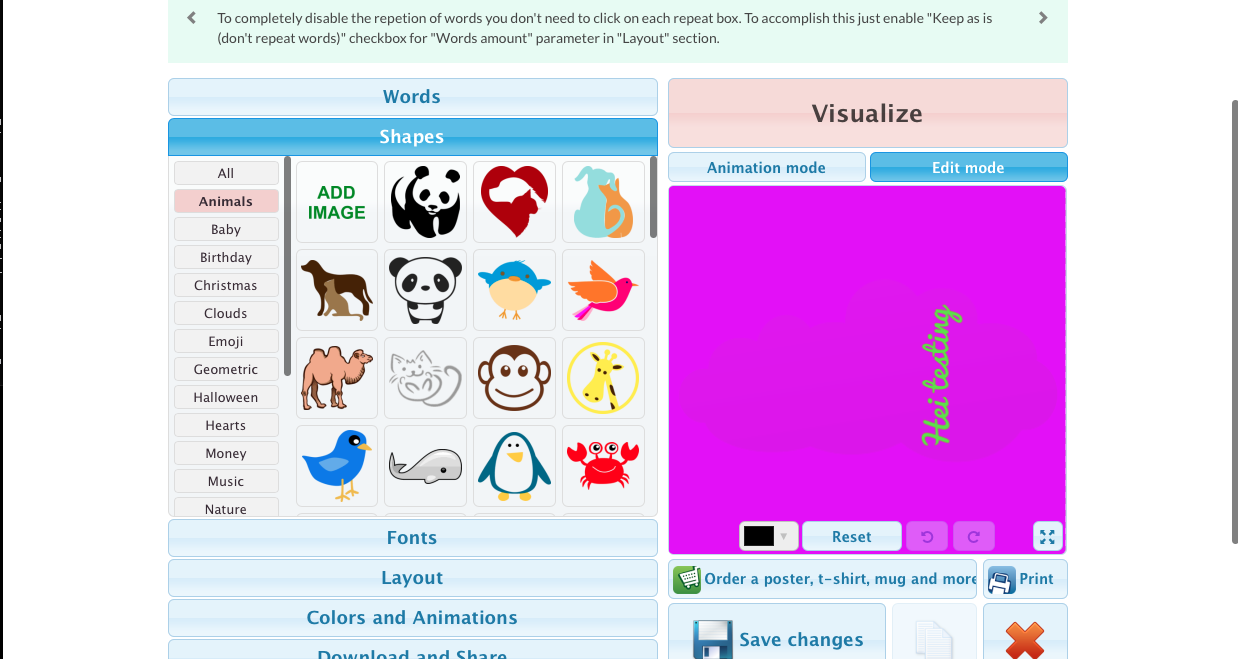 To completely disable the repetion of words you don't need to click on each repeat box. To accomplish this just enable "Keep as is
(don't repeat words)" checkbox for "Words amount" parameter in "Layout" section.
Words
Shapes
All
Animals
Baby
Birthday
Christmas
Clouds
Emoji
Geometric
Halloween
Hearts
Money
Music
Nature
ADD
IMAGE
Fonts
Layout
Colors and Animations
Download and Share
Visualize
Animation mode
Edit mode
Hei testing
Reset
Order a poster, t-shirt, mug and more
Print
Save changes